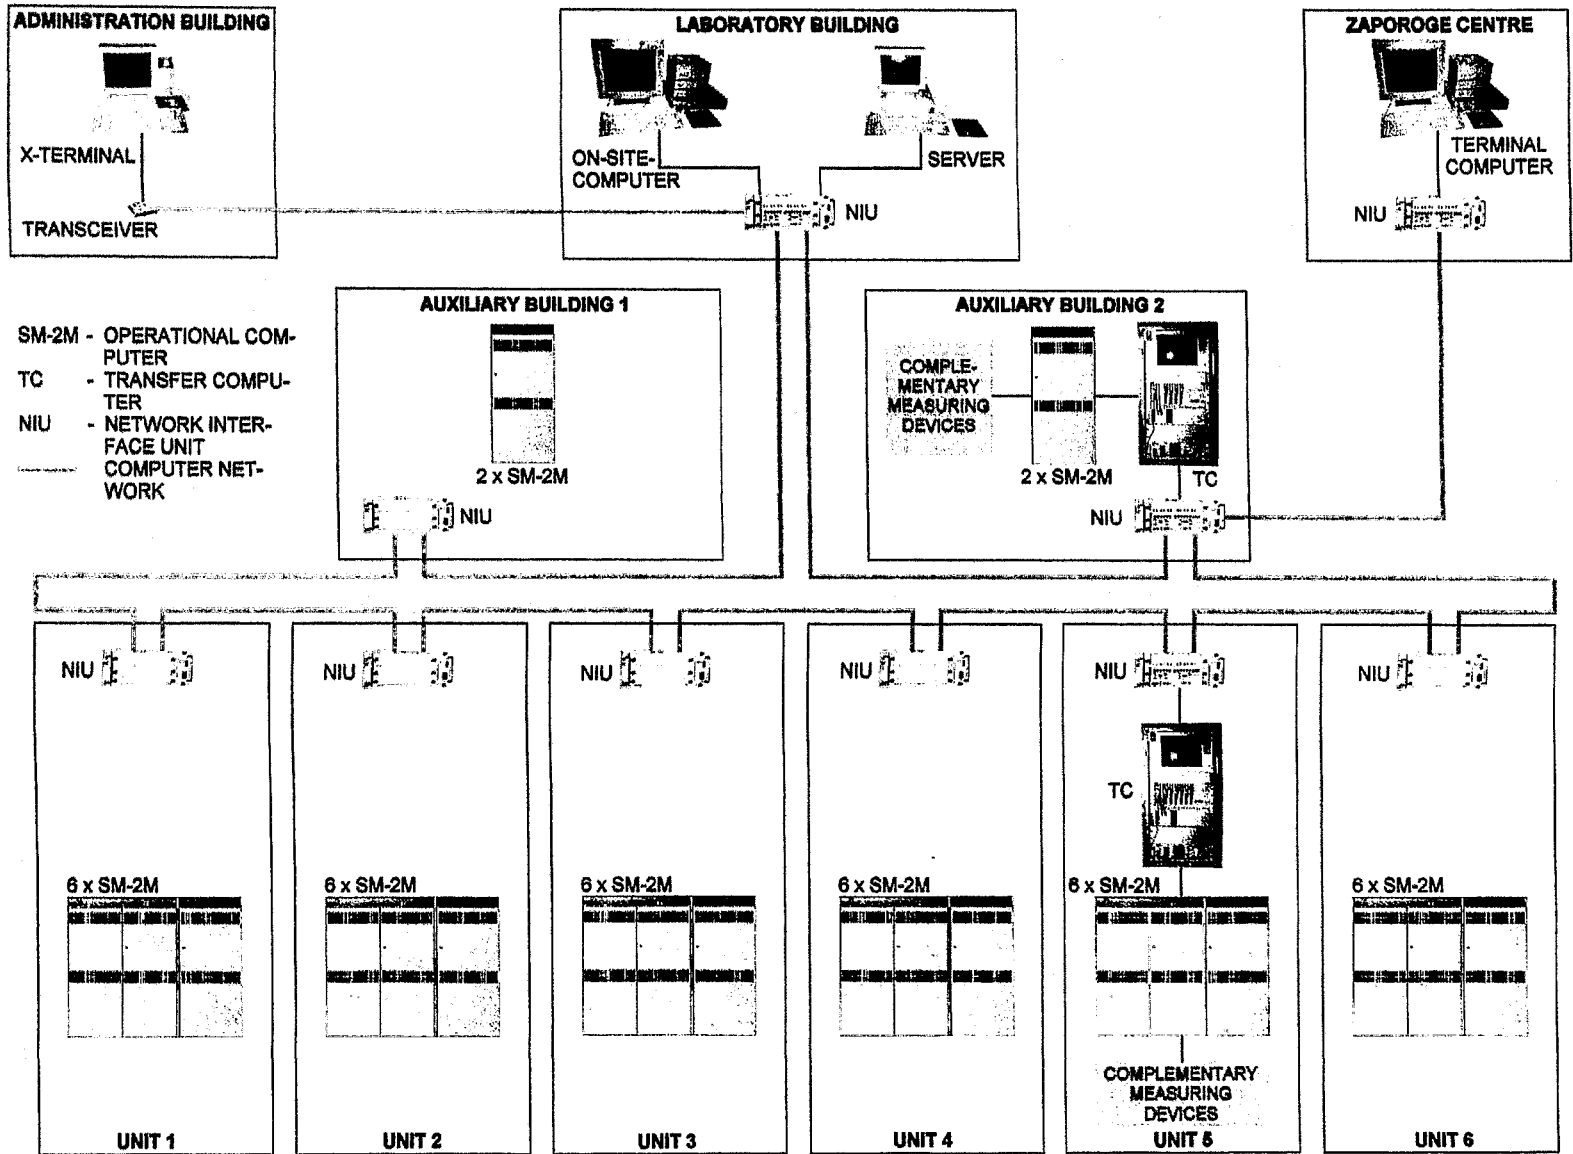 ADMINISTRATION BUILDING
X-TERMINAL
TRANSCEIVER
LABORATORY BUILDING
ON-SITE-
COMPUTER
SERVER
NIU
ZAPOROGE CENTRE
TERMINAL
COMPUTER
NIU
SM-2M - OPERATIONAL COM-
PUTER
TC - TRANSFER COMPU-
TER
NIU - NETWORK INTER-
FACE UNIT
COMPUTER NET-
WORK
AUXILIARY BUILDING 1
2 x SM-2M
NIU
AUXILIARY BUILDING 2
COMPLE-
MENTARY
MEASURING
DEVICES
2 x SM-2M
TC
NIU
NIU
6 x SM-2M
UNIT 1
NIU
6 x SM-2M
UNIT 2
NIU
6 x SM-2M
UNIT 3
NIU
6 x SM-2M
UNIT 4
NIU
TC
6 x SM-2M
COMPLEMENTARY
MEASURING
DEVICES
UNIT 5
NIU
6 x SM-2M
UNIT 6